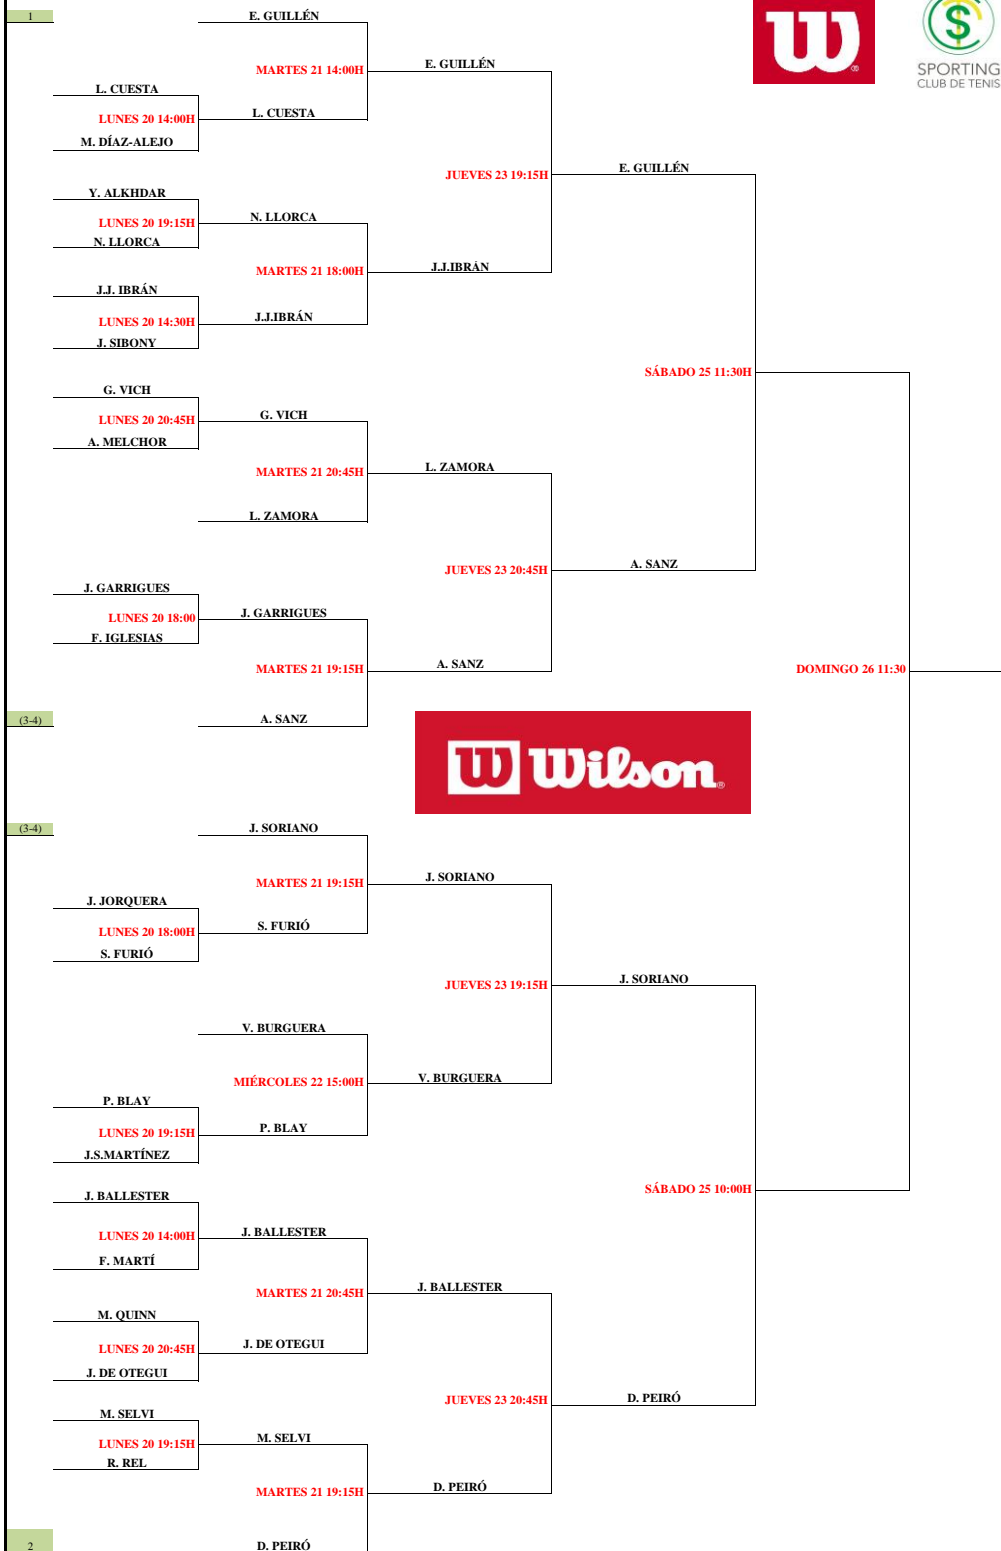 1
E. GUILLÉN
W
®
SPORTING
CLUB DE TENIS
MARTES 21 14:00H
E. GUILLÉN
L. CUESTA
LUNES 20 14:00H
L. CUESTA
M. DÍAZ-ALEJO
JUEVES 23 19:15H
E. GUILLÉN
Y. ALKHDAR
LUNES 20 19:15H
N. LLORCA
N. LLORCA
MARTES 21 18:00H
J.J.IBRÁN
J.J. IBRÁN
LUNES 20 14:30H
J.J.IBRÁN
J. SIBONY
SÁBADO 25 11:30H
G. VICH
LUNES 20 20:45H
G. VICH
A. MELCHOR
MARTES 21 20:45H
L. ZAMORA
L. ZAMORA
JUEVES 23 20:45H
A. SANZ
J. GARRIGUES
LUNES 20 18:00
J. GARRIGUES
F. IGLESIAS
MARTES 21 19:15H
A. SANZ
DOMINGO 26 11:30
(3-4)
A. SANZ
W Wilson®
(3-4)
J. SORIANO
MARTES 21 19:15H
J. SORIANO
J. JORQUERA
LUNES 20 18:00H
S. FURIÓ
S. FURIÓ
JUEVES 23 19:15H
J. SORIANO
V. BURGUERA
MIÉRCOLES 22 15:00H
V. BURGUERA
P. BLAY
LUNES 20 19:15H
P. BLAY
J.S.MARTÍNEZ
SÁBADO 25 10:00H
J. BALLESTER
LUNES 20 14:00H
J. BALLESTER
F. MARTÍ
MARTES 21 20:45H
J. BALLESTER
M. QUINN
LUNES 20 20:45H
J. DE OTEGUI
J. DE OTEGUI
JUEVES 23 20:45H
D. PEIRÓ
M. SELVI
LUNES 20 19:15H
M. SELVI
R. REL
MARTES 21 19:15H
D. PEIRÓ
2
D. PEIRÓ